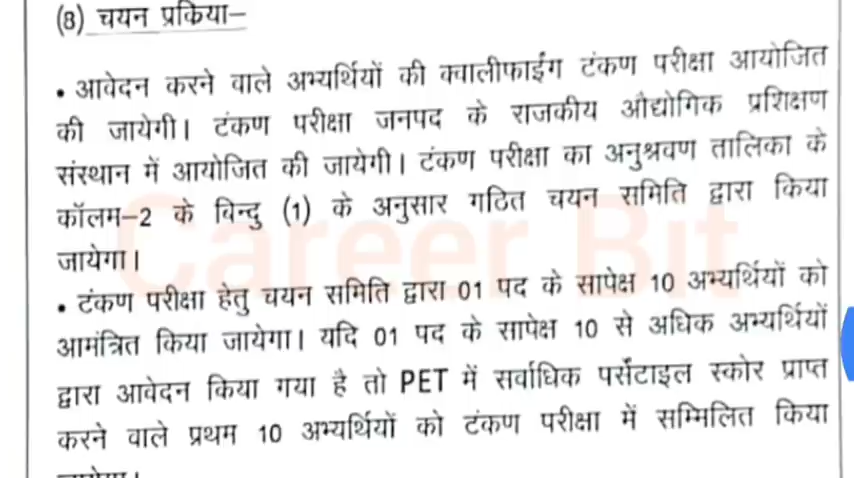 (8) चयन प्रकिया–
• आवेदन करने वाले अभ्यर्थियों की क्वालीफाईंग टंकण परीक्षा आयोजित
की जायेगी। टंकण परीक्षा जनपद के राजकीय औद्योगिक प्रशिक्षण
संस्थान में आयोजित की जायेगी। टंकण परीक्षा का अनुश्रवण तालिका के
कॉलम–2 के बिन्दु (1) के अनुसार गठित चयन समिति द्वारा किया
जायेगा।
• टंकण परीक्षा हेतु चयन समिति द्वारा 01 पद के सापेक्ष 10 अभ्यर्थियों को
आमंत्रित किया जायेगा। यदि 01 पद के सापेक्ष 10 से अधिक अभ्यर्थियों
द्वारा आवेदन किया गया है तो PET में सर्वाधिक पर्सेंटाइल स्कोर प्राप्त
करने वाले प्रथम 10 अभ्यर्थियों को टंकण परीक्षा में सम्मिलित किया
जायेगा।
Career Bit